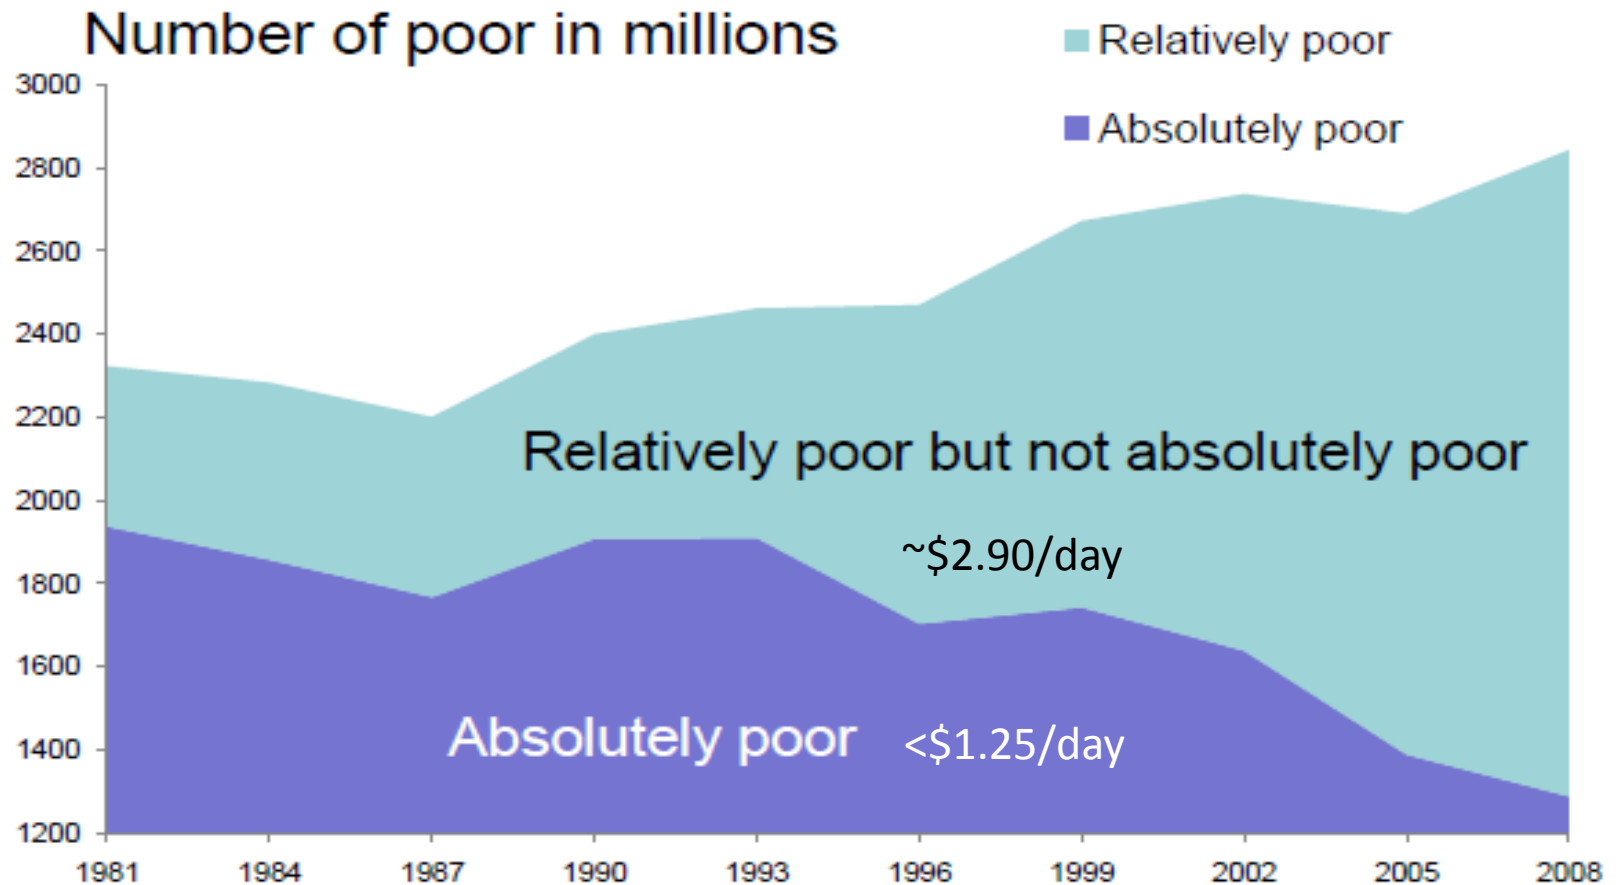 Number of poor in millions
Relatively poor
Absolutely poor
3000
2800
2600
2400
2200
2000
1800
1600
1400
1200
Relatively poor but not absolutely poor
~$2.90/day
Absolutely poor <$1.25/day
1981 1984 1987 1990 1993 1996 1999 2002 2005 2008